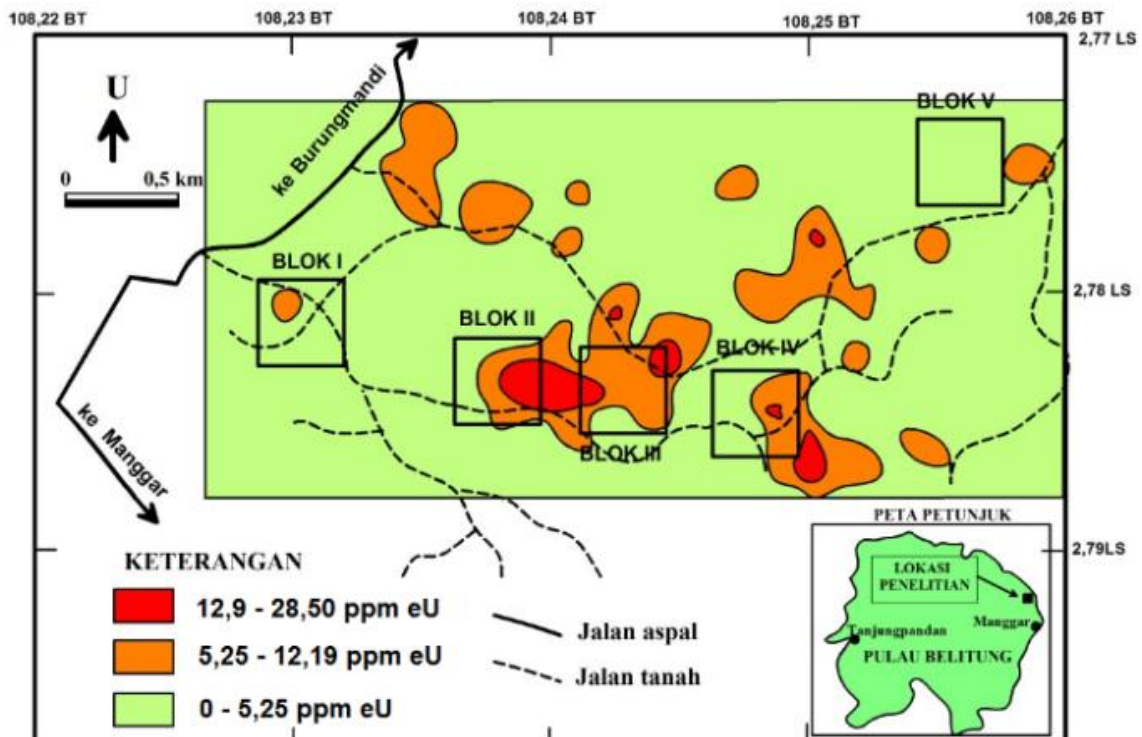 108,22 BT 108,23 BT 108,24 BT 108,25 BT 108,26 BT
2,77 LS
U
0 0,5 km
ke Burungmandi
BLOK V
BLOK I
2,78 LS
BLOK II
BLOK IV
BLOK III
ke Manggar
2,79LS
KETERANGAN
12,9 - 28,50 ppm eU
5,25 - 12,19 ppm eU
0 - 5,25 ppm eU
Jalan aspal
Jalan tanah
PETA PETUNJUK
LOKASI
PENELITIAN
Manggar
Tanjungpandan
PULAU BELITUNG